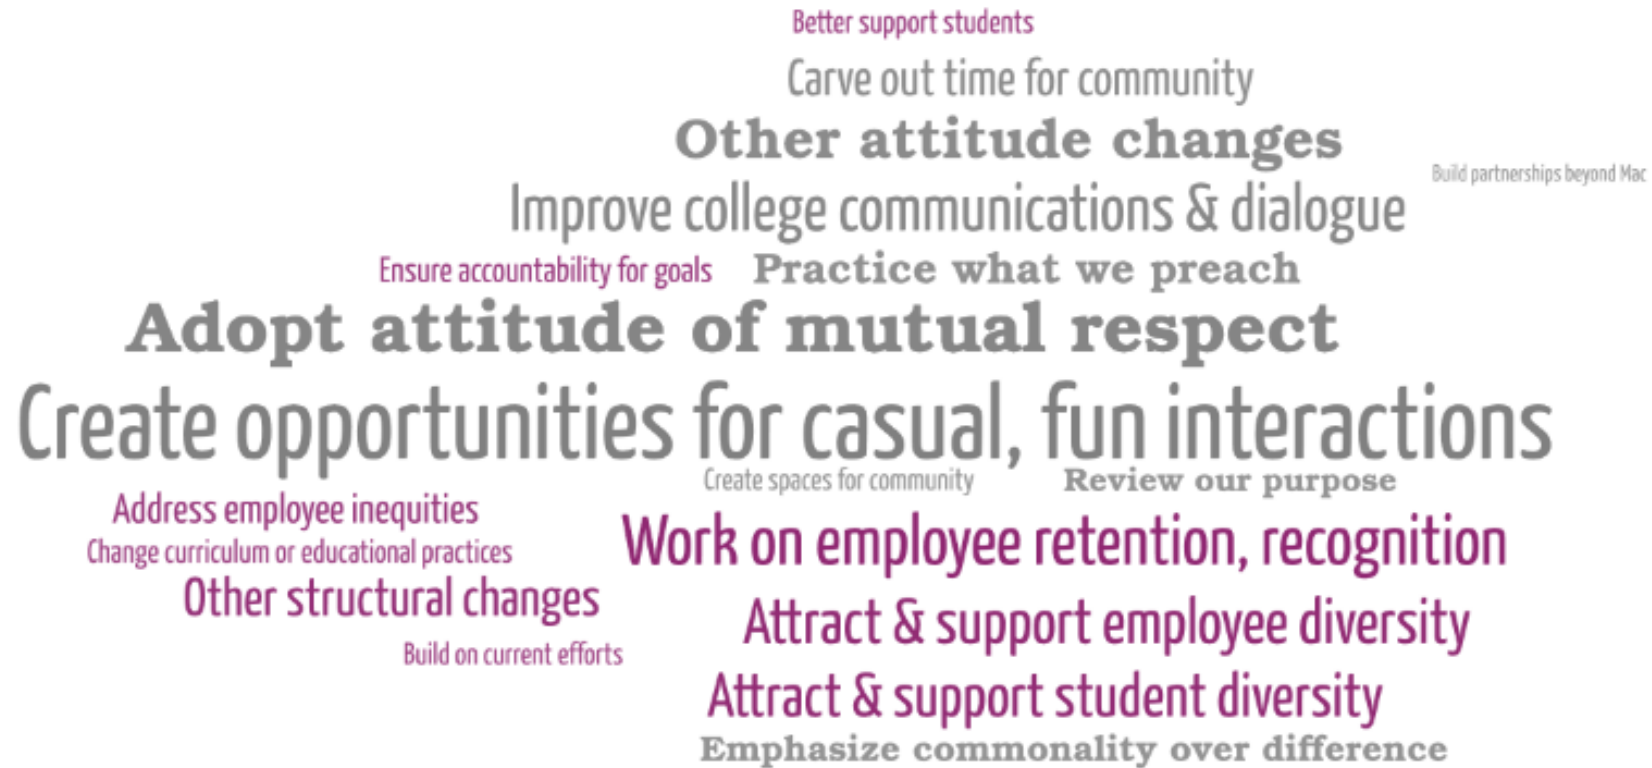 Better support students
Carve out time for community
Other attitude changes
Build partnerships beyond Mac
Improve college communications & dialogue
Ensure accountability for goals
Practice what we preach
Adopt attitude of mutual respect
Create opportunities for casual, fun interactions
Create spaces for community
Review our purpose
Address employee inequities
Work on employee retention, recognition
Change curriculum or educational practices
Other structural changes
Attract & support employee diversity
Build on current efforts
Attract & support student diversity
Emphasize commonality over difference